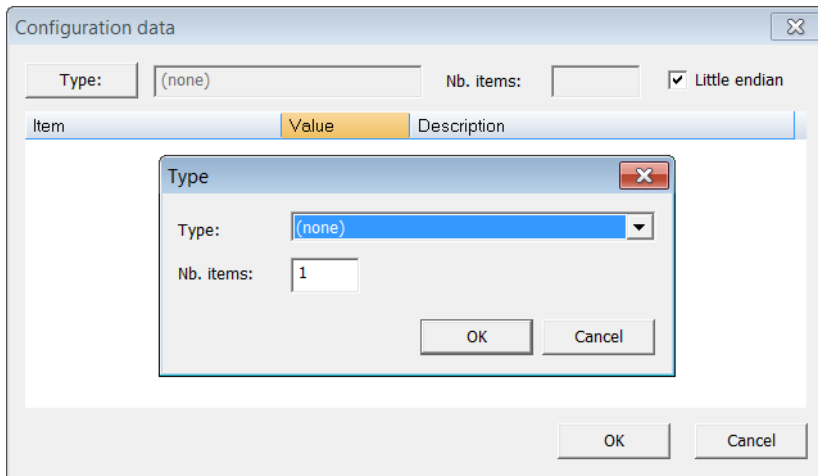 Configuration data
Type: (none) Nb. items: Little endian
Item Value Description
Type
Type: (none)
Nb. items: 1
OK Cancel
OK Cancel